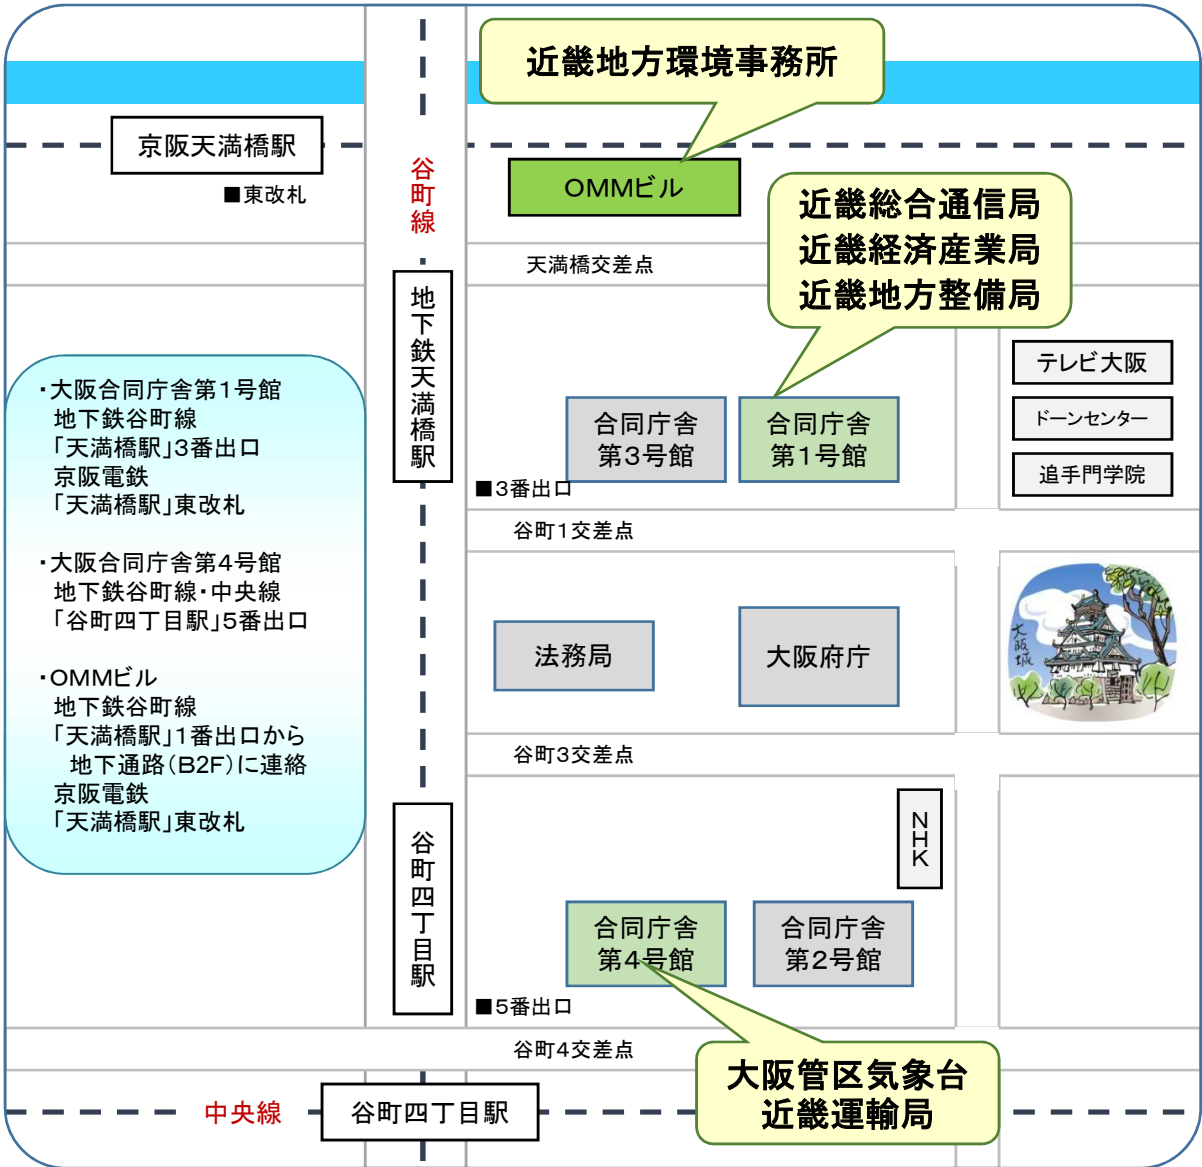 近畿地方環境事務所
京阪天満橋駅
■東改札
谷町線
OMMビル
近畿総合通信局
近畿経済産業局
近畿地方整備局
天満橋交差点
地下鉄天満橋駅
テレビ大阪
ドーンセンター
追手門学院
合同庁舎
第3号館
合同庁舎
第1号館
■3番出口
谷町1交差点
・大阪合同庁舎第1号館
地下鉄谷町線
「天満橋駅」3番出口
京阪電鉄
「天満橋駅」東改札
・大阪合同庁舎第4号館
地下鉄谷町線・中央線
「谷町四丁目駅」5番出口
・OMMビル
地下鉄谷町線
「天満橋駅」1番出口から
地下通路(B2F)に連絡
京阪電鉄
「天満橋駅」東改札
法務局
大阪府庁
大阪城
谷町3交差点
谷町四丁目駅
NHK
合同庁舎
第4号館
合同庁舎
第2号館
■5番出口
谷町4交差点
大阪管区気象台
近畿運輸局
中央線
谷町四丁目駅